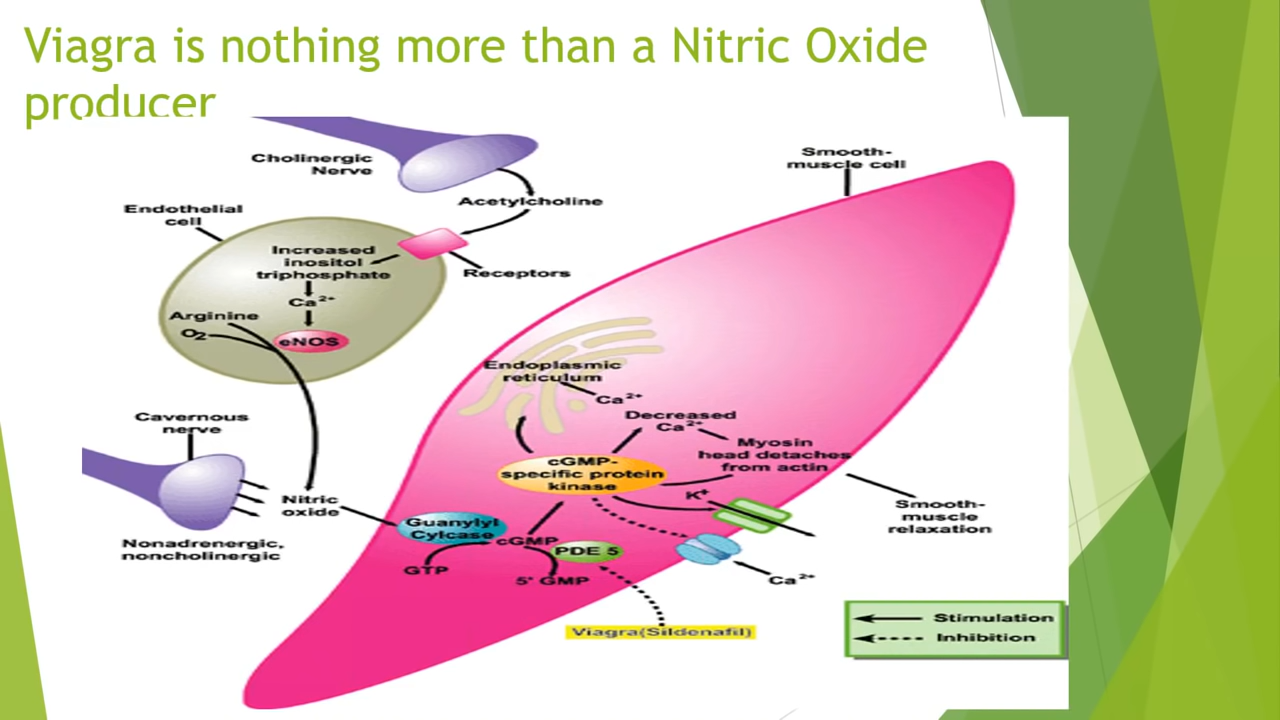 Viagra is nothing more than a Nitric Oxide
producer
Cholinergic
Nerve
Smooth-
muscle cell
Acetylcholine
Endothelial
cell
Increased
inositol
triphosphate
Receptors
Ca2+
Arginine
O2
eNOS
Endoplasmic
reticulum
Ca2+
Decreased
Ca2+
Cavernous
nerve
Myosin
head detaches
from actin
cGMP-
specific protein
kinase
K+
Nitric
oxide
Smooth-
muscle
relaxation
Guanylyl
Cylcase
cGMP
PDE 5
Nonadrenergic,
noncholinergic
GTP
5' GMP
Ca2+
Viagra(Sildenafil)
Stimulation
Inhibition